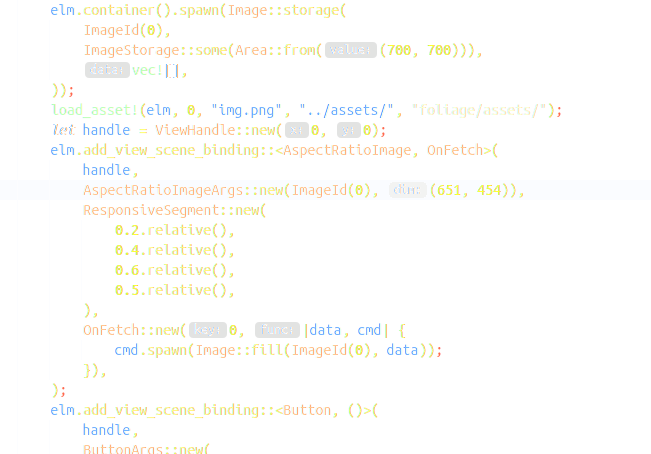 elm.container().spawn(Image::storage(
ImageId(0),
ImageStorage::some(Area::from( value: (700, 700))),
data: vec![],
));
load_asset!(elm, 0, "img.png", "../assets/", "foliage/assets/");
let handle = ViewHandle::new( x: 0, y: 0);
elm.add_view_scene_binding::<AspectRatioImage, OnFetch>(
handle,
AspectRatioImageArgs::new(ImageId(0), dim: (651, 454)),
ResponsiveSegment::new(
0.2.relative(),
0.4.relative(),
0.6.relative(),
0.5.relative(),
),
OnFetch::new( key: 0, func: |data, cmd| {
cmd.spawn(Image::fill(ImageId(0), data));
}),
);
elm.add_view_scene_binding::<Button, ()>(
handle,
ButtonArgs::new(